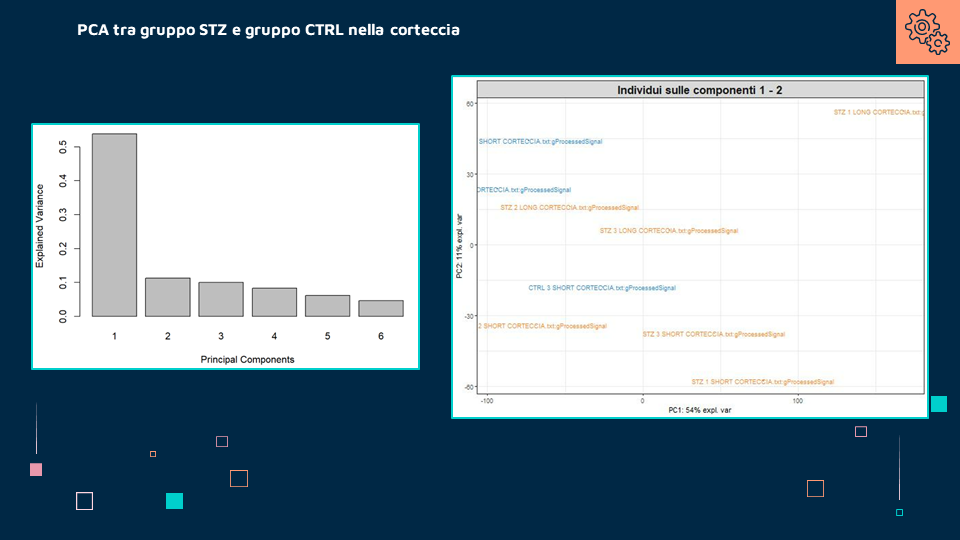 PCA tra gruppo STZ e gruppo CTRL nella corteccia
Explained Variance
0.5
0.4
0.3
0.2
0.1
0.0
1 2 3 4 5 6
Principal Components
Individui sulle componenti 1 - 2
PC2: 11% expl. var
60
30
0
-30
-60
STZ 1 LONG CORTECCIA.txt:g
SHORT CORTECCIA.txt:gProcessedSignal
ORTECCIA.txt:gProcessedSignal
STZ 2 LONG CORTECCIA.txt:gProcessedSignal
STZ 3 LONG CORTECCIA.txt:gProcessedSignal
CTRL 3 SHORT CORTECCIA.txt:gProcessedSignal
2 SHORT CORTECCIA.txt:gProcessedSignal
STZ 3 SHORT CORTECCIA.txt:gProcessedSignal
STZ 1 SHORT CORTECCIA.txt:gProcessedSignal
-100 0 100
PC1: 54% expl. var